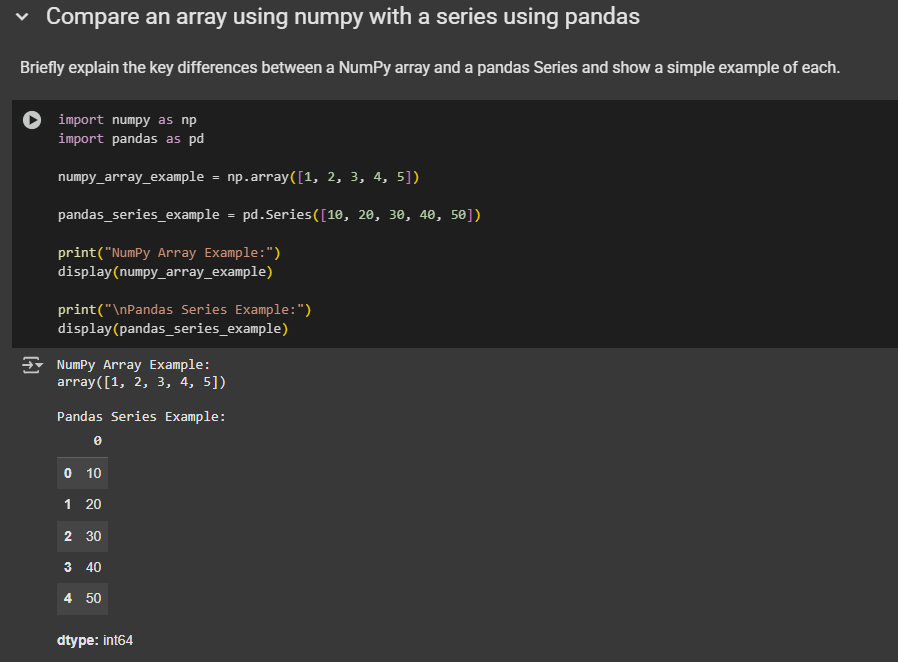 Compare an array using numpy with a series using pandas
Briefly explain the key differences between a NumPy array and a pandas Series and show a simple example of each.
import numpy as np
import pandas as pd
numpy_array_example = np.array([1, 2, 3, 4, 5])
pandas_series_example = pd.Series([10, 20, 30, 40, 50])
print("NumPy Array Example:")
display(numpy_array_example)
print("\nPandas Series Example:")
display(pandas_series_example)
NumPy Array Example:
array([1, 2, 3, 4, 5])
Pandas Series Example:
0
0 10
1 20
2 30
3 40
4 50
dtype: int64